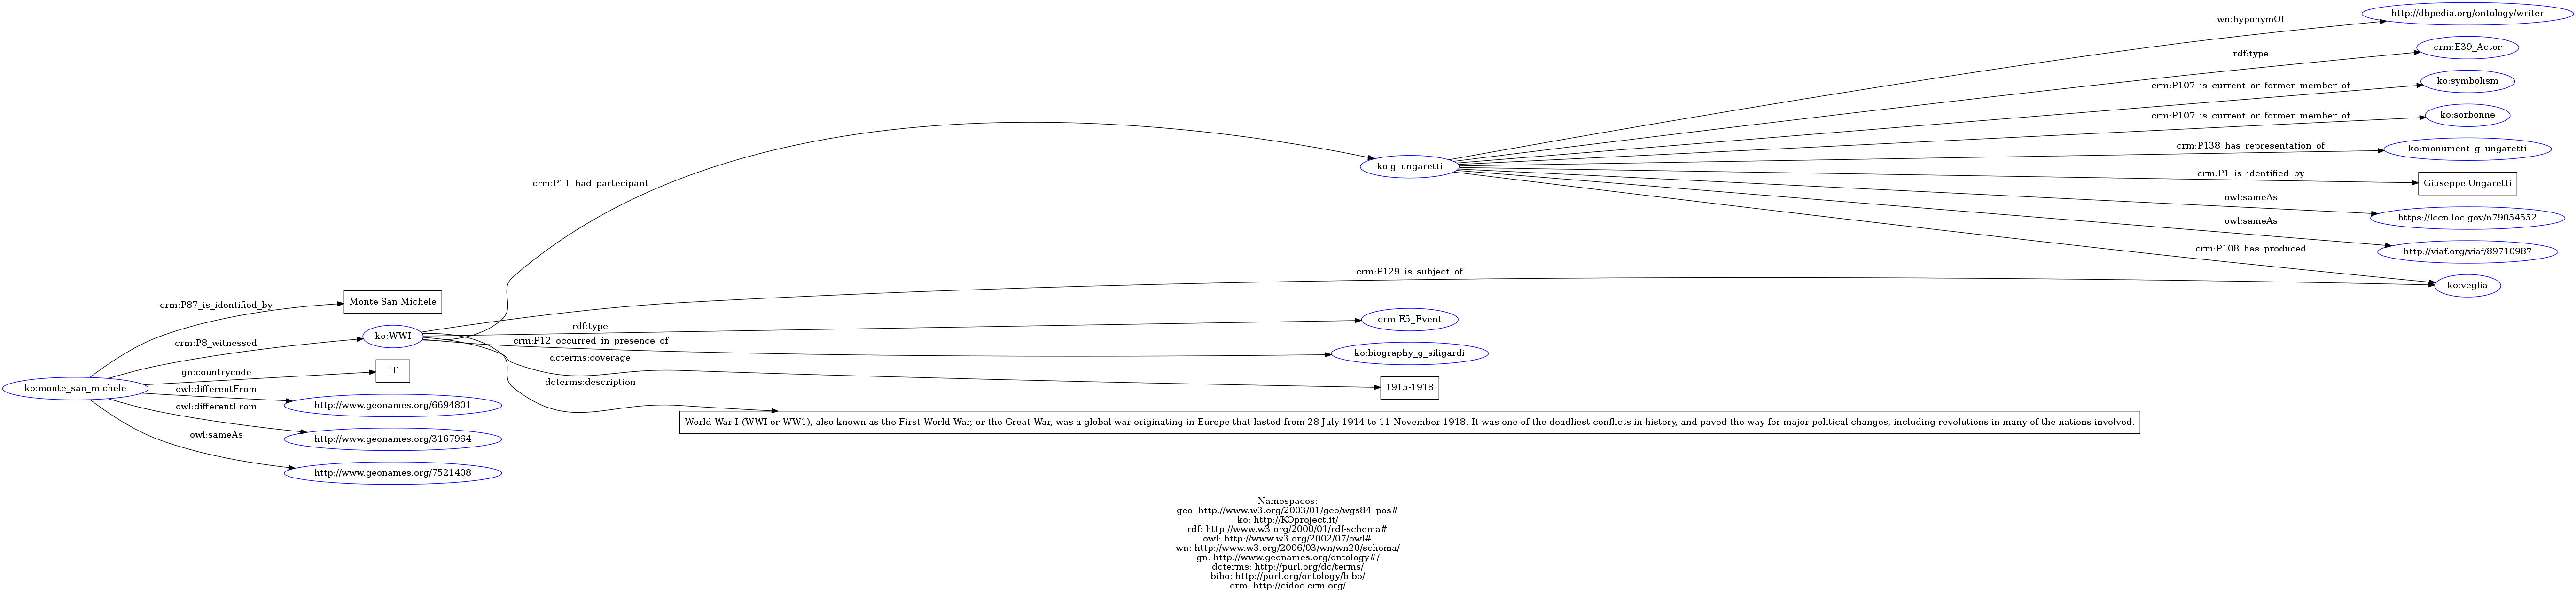 http://dbpedia.org/ontology/writer
wn:hyponymOf
crm:E39_Actor
rdf:type
ko:symbolism
crm:P107_is_current_or_former_member_of
ko:sorbonne
crm:P107_is_current_or_former_member_of
ko:monument_g_ungaretti
crm:P138_has_representation_of
ko:g_ungaretti
crm:P1_is_identified_by
Giuseppe Ungaretti
crm:P11_had_partecipant
owl:sameAs
https://lccn.loc.gov/n79054552
owl:sameAs
http://viaf.org/viaf/89710987
crm:P108_has_produced
crm:P129_is_subject_of
ko:veglia
crm:P87_is_identified_by
Monte San Michele
rdf:type
crm:E5_Event
ko:WWI
crm:P8_witnessed
crm:P12_occurred_in_presence_of
ko:biography_g_siligardi
dcterms:coverage
gn:countrycode
IT
dcterms:description
1915-1918
ko:monte_san_michele
owl:differentFrom
http://www.geonames.org/6694801
owl:differentFrom
World War I (WWI or WW1), also known as the First World War, or the Great War, was a global war originating in Europe that lasted from 28 July 1914 to 11 November 1918. It was one of the deadliest conflicts in history, and paved the way for major political changes, including revolutions in many of the nations involved.
http://www.geonames.org/3167964
owl:sameAs
http://www.geonames.org/7521408
Namespaces:
geo: http://www.w3.org/2003/01/geo/wgs84_pos#
ko: http://KOproject.it/
rdf: http://www.w3.org/2000/01/rdf-schema#
owl: http://www.w3.org/2002/07/owl#
wn: http://www.w3.org/2006/03/wn/wn20/schema/
gn: http://www.geonames.org/ontology#/
dcterms: http://purl.org/dc/terms/
bibo: http://purl.org/ontology/bibo/
crm: http://cidoc-crm.org/